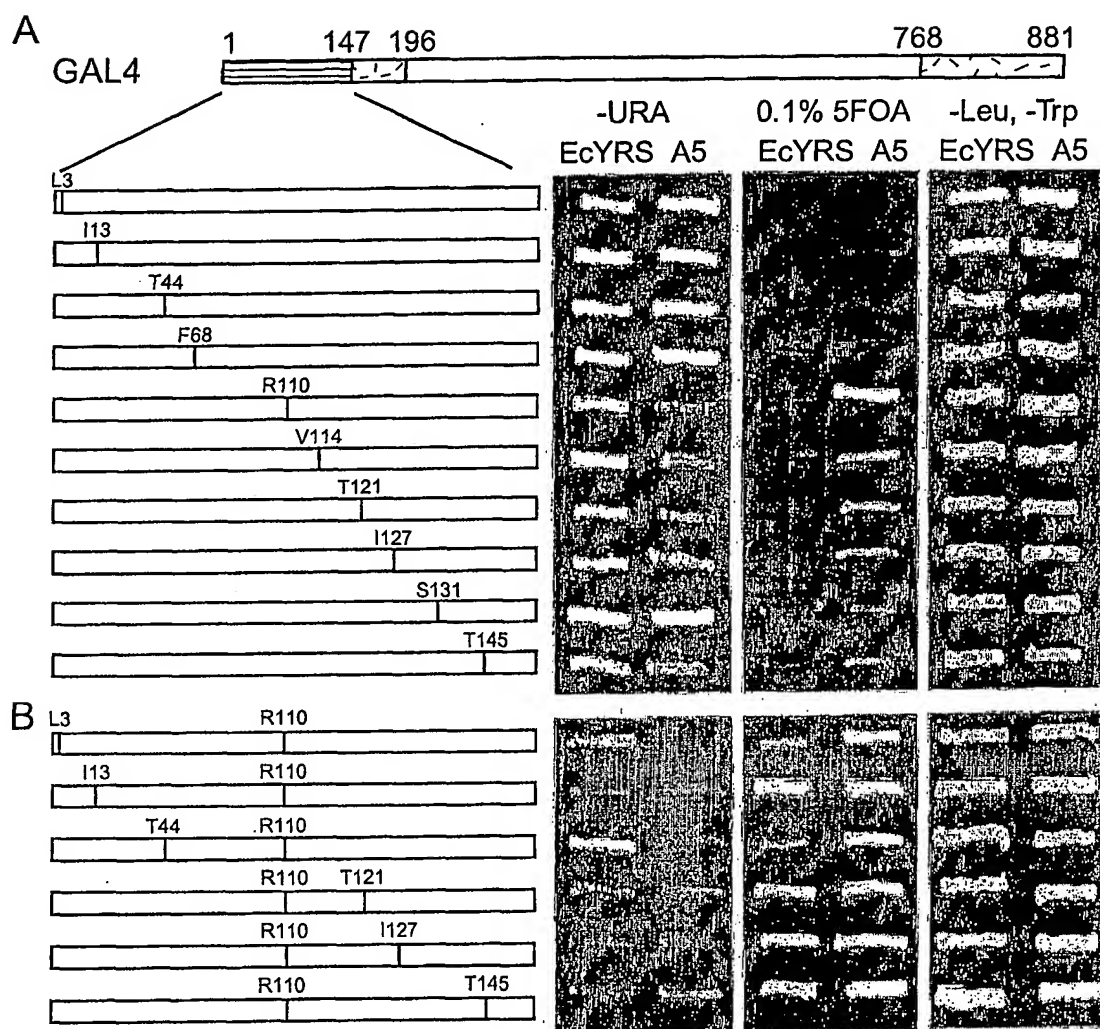 A
1 147 196 768 881
GAL4
-URA 0.1% 5FOA -Leu, -Trp
EcYRS A5 EcYRS A5 EcYRS A5
L3
I13
T44
F68
R110
V114
T121
I127
S131
T145
B
L3 R110
I13 R110
T44 R110
R110 T121
R110 I127
R110 T145